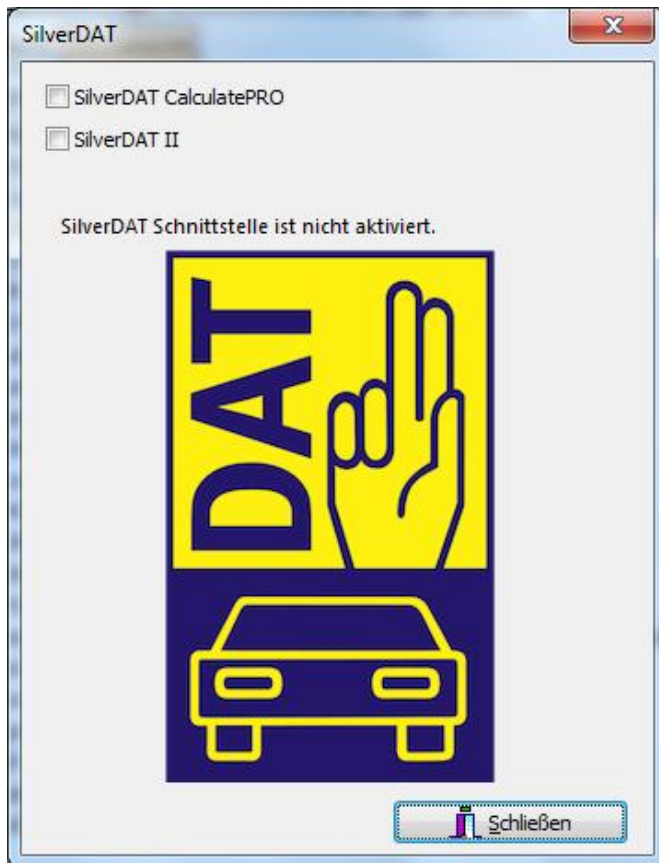 SilverDAT
SilverDAT CalculatePRO
SilverDAT II
SilverDAT Schnittstelle ist nicht aktiviert.
DAT
Schließen